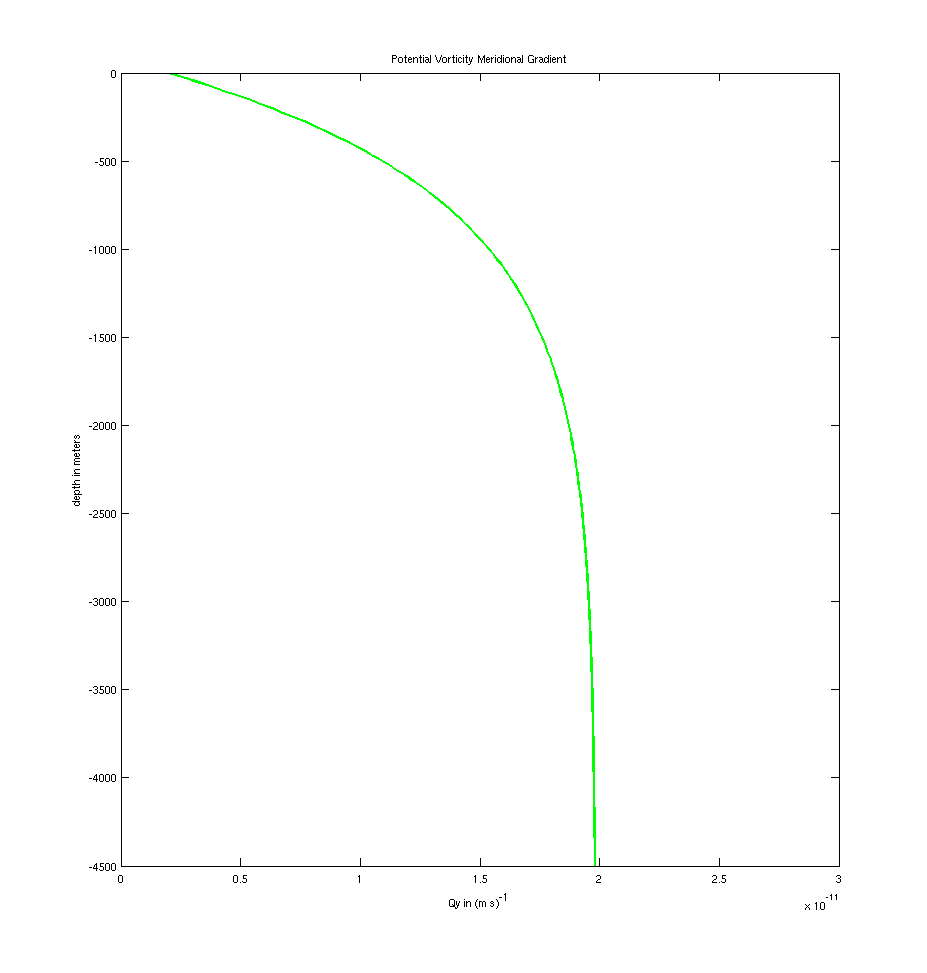 Potential Vorticity Meridional Gradient
0
-500
-1000
-1500
-2000
-2500
-3000
-3500
-4000
-4500
depth in meters
0 0.5 1 1.5 2 2.5 3
Qy in (m s)^-1
x 10^-11